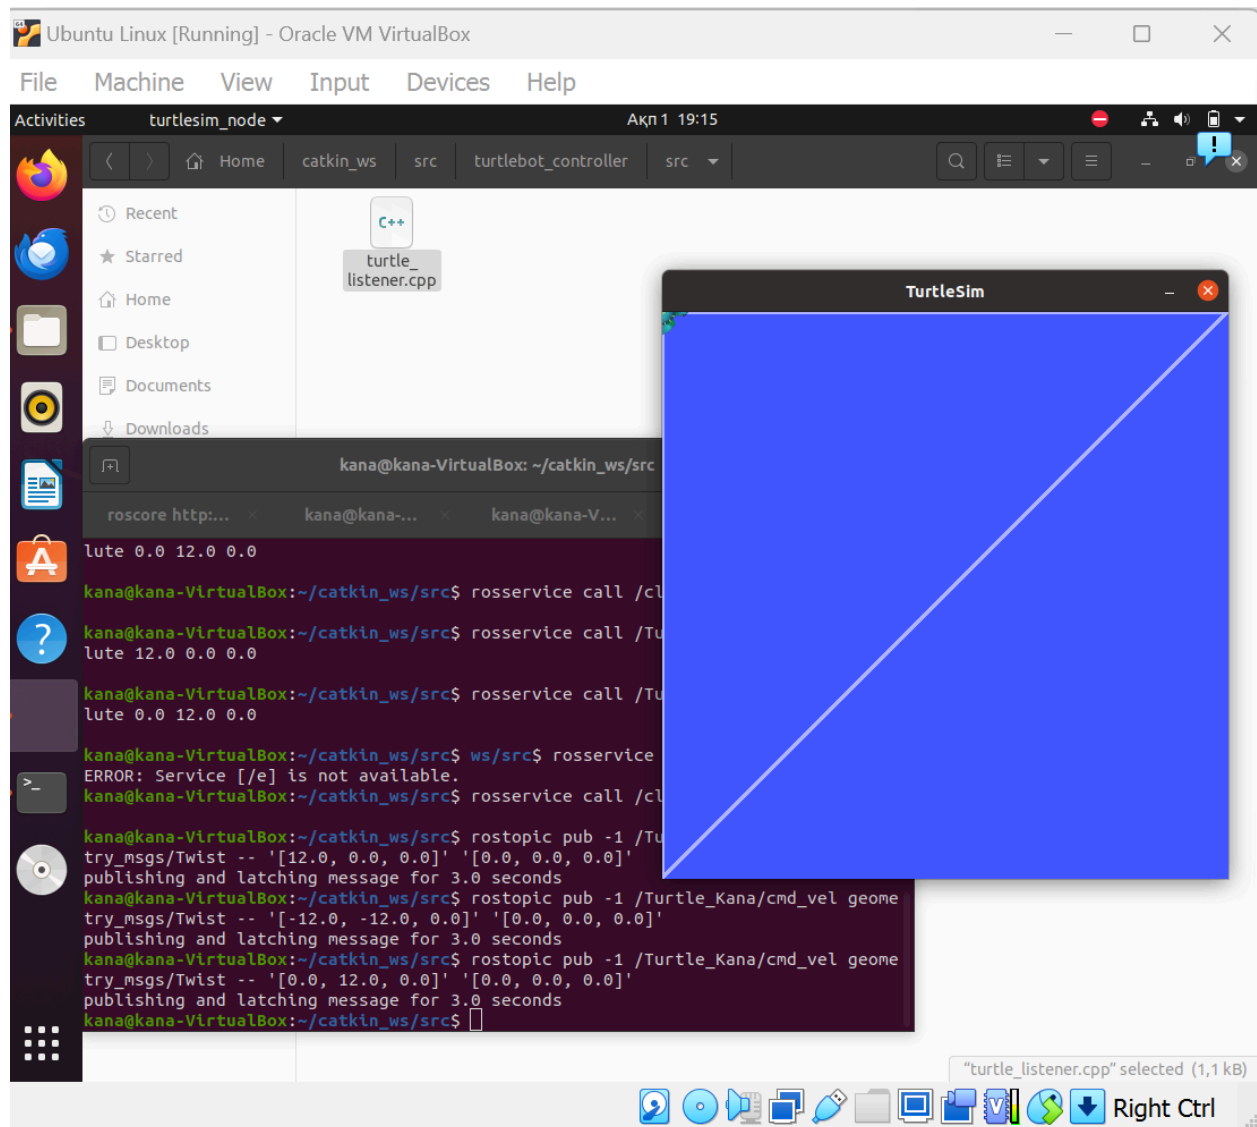 Ubuntu Linux [Running] - Oracle VM VirtualBox
File Machine View Input Devices Help
Activities turtlesim_node Ақп 1 19:15
Home catkin_ws src turtlebot_controller src
Recent
Starred
Home
Desktop
Documents
Downloads
C++
turtle_
listener.cpp
TurtleSim
kana@kana-VirtualBox: ~/catkin_ws/src
roscore http:... kana@kana-... kana@kana-V...
lute 0.0 12.0 0.0
kana@kana-VirtualBox:~/catkin_ws/src$ rosservice call /cl
kana@kana-VirtualBox:~/catkin_ws/src$ rosservice call /Tu
lute 12.0 0.0 0.0
kana@kana-VirtualBox:~/catkin_ws/src$ rosservice call /Tu
lute 0.0 12.0 0.0
kana@kana-VirtualBox:~/catkin_ws/src$ ws/src$ rosservice
ERROR: Service [/e] is not available.
kana@kana-VirtualBox:~/catkin_ws/src$ rosservice call /cl
kana@kana-VirtualBox:~/catkin_ws/src$ rostopic pub -1 /Tu
try_msgs/Twist -- '[12.0, 0.0, 0.0]' '[0.0, 0.0, 0.0]'
publishing and latching message for 3.0 seconds
kana@kana-VirtualBox:~/catkin_ws/src$ rostopic pub -1 /Turtle_Kana/cmd_vel geome
try_msgs/Twist -- '[-12.0, -12.0, 0.0]' '[0.0, 0.0, 0.0]'
publishing and latching message for 3.0 seconds
kana@kana-VirtualBox:~/catkin_ws/src$ rostopic pub -1 /Turtle_Kana/cmd_vel geome
try_msgs/Twist -- '[0.0, 12.0, 0.0]' '[0.0, 0.0, 0.0]'
publishing and latching message for 3.0 seconds
kana@kana-VirtualBox:~/catkin_ws/src$
"turtle_listener.cpp" selected (1,1 kB)
Right Ctrl